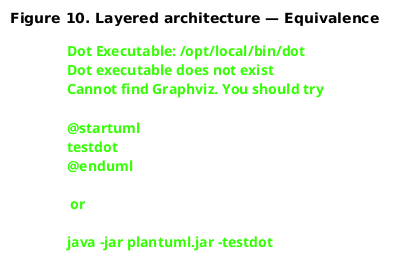 Figure 10. Layered architecture — Equivalence
Dot Executable: /opt/local/bin/dot
Dot executable does not exist
Cannot find Graphviz. You should try
@startuml
testdot
@enduml
or
java -jar plantuml.jar -testdot